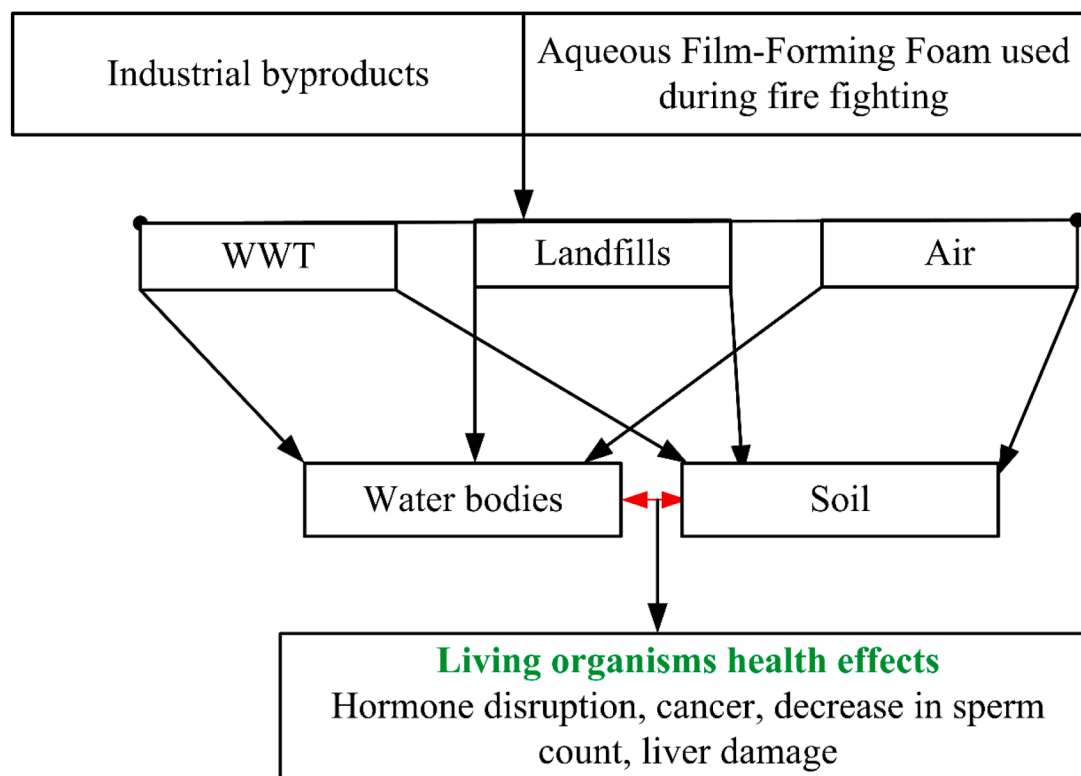 Industrial byproducts
Aqueous Film-Forming Foam used
during fire fighting
WWT
Landfills
Air
Water bodies
Soil
Living organisms health effects
Hormone disruption, cancer, decrease in sperm
count, liver damage